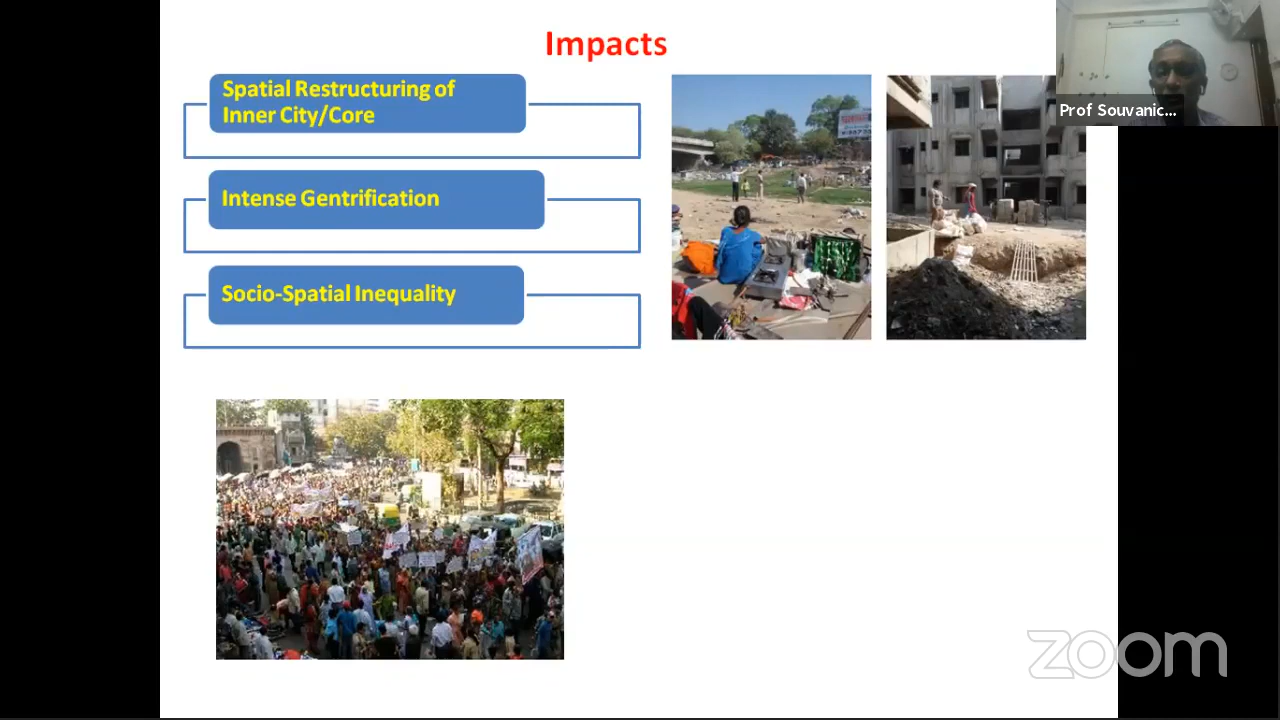 Impacts
Spatial Restructuring of
Inner City/Core
Intense Gentrification
Socio-Spatial Inequality
Prof Souvanic...
zoom